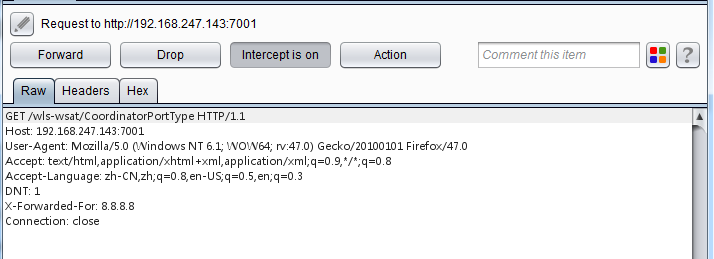 Request to http://192.168.247.143:7001
Forward Drop Intercept is on Action Comment this item ?
Raw Headers Hex
GET /wls-wsat/CoordinatorPortType HTTP/1.1
Host: 192.168.247.143:7001
User-Agent: Mozilla/5.0 (Windows NT 6.1; WOW64; rv:47.0) Gecko/20100101 Firefox/47.0
Accept: text/html,application/xhtml+xml,application/xml;q=0.9,*/*;q=0.8
Accept-Language: zh-CN,zh;q=0.8,en-US;q=0.5,en;q=0.3
DNT: 1
X-Forwarded-For: 8.8.8.8
Connection: close